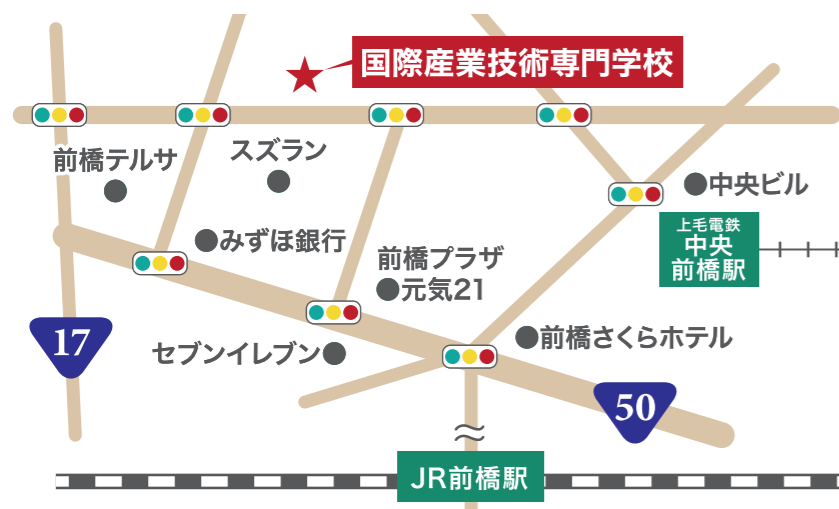 国際産業技術専門学校
スズラン
前橋テルサ
中央ビル
上毛電鉄
中央
前橋駅
みずほ銀行
前橋プラザ
元気21
17
セブンイレブン
前橋さくらホテル
50
JR前橋駅